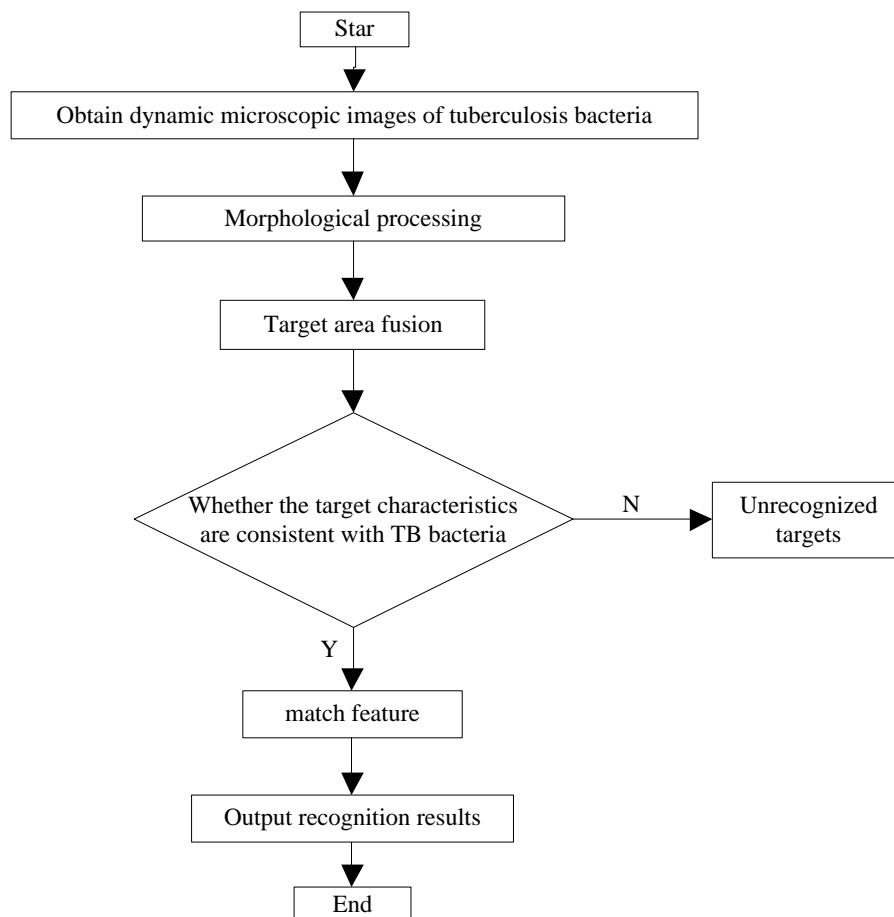 Star
Obtain dynamic microscopic images of tuberculosis bacteria
Morphological processing
Target area fusion
Whether the target characteristics
are consistent with TB bacteria
N
Unrecognized
targets
Y
match feature
Output recognition results
End